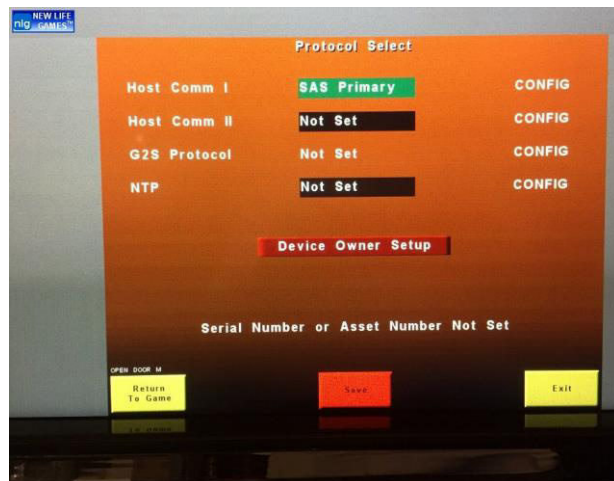 nlg NEW LIFE
GAMES™
Protocol Select
Host Comm I SAS Primary CONFIG
Host Comm II Not Set CONFIG
G2S Protocol Not Set CONFIG
NTP Not Set CONFIG
Device Owner Setup
Serial Number or Asset Number Not Set
OPEN DOOR M
Return
To Game
Save
Exit